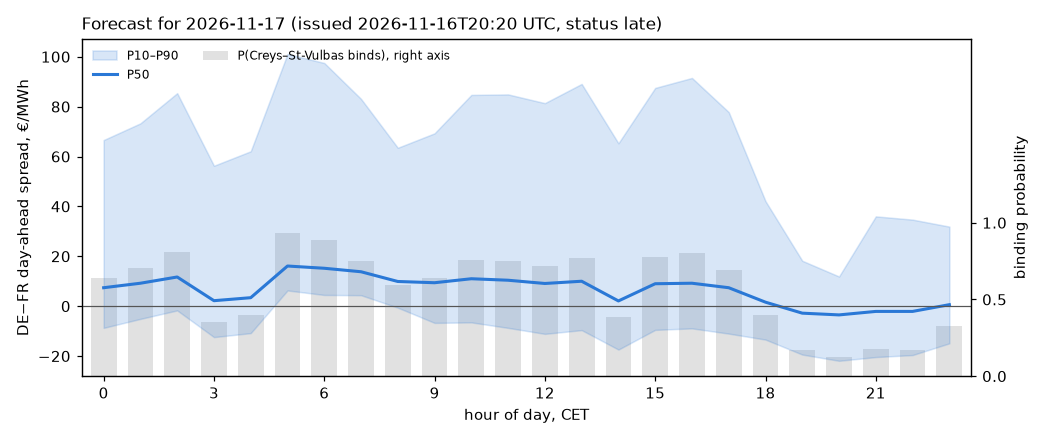 Forecast for 2026-11-17 (issued 2026-11-16T20:20 UTC, status late)
P10–P90
P50
P(Creys–St-Vulbas binds), right axis
DE−FR day-ahead spread, €/MWh
100
80
60
40
20
0
−20
1.0
0.5
0.0
binding probability
0 3 6 9 12 15 18 21
hour of day, CET